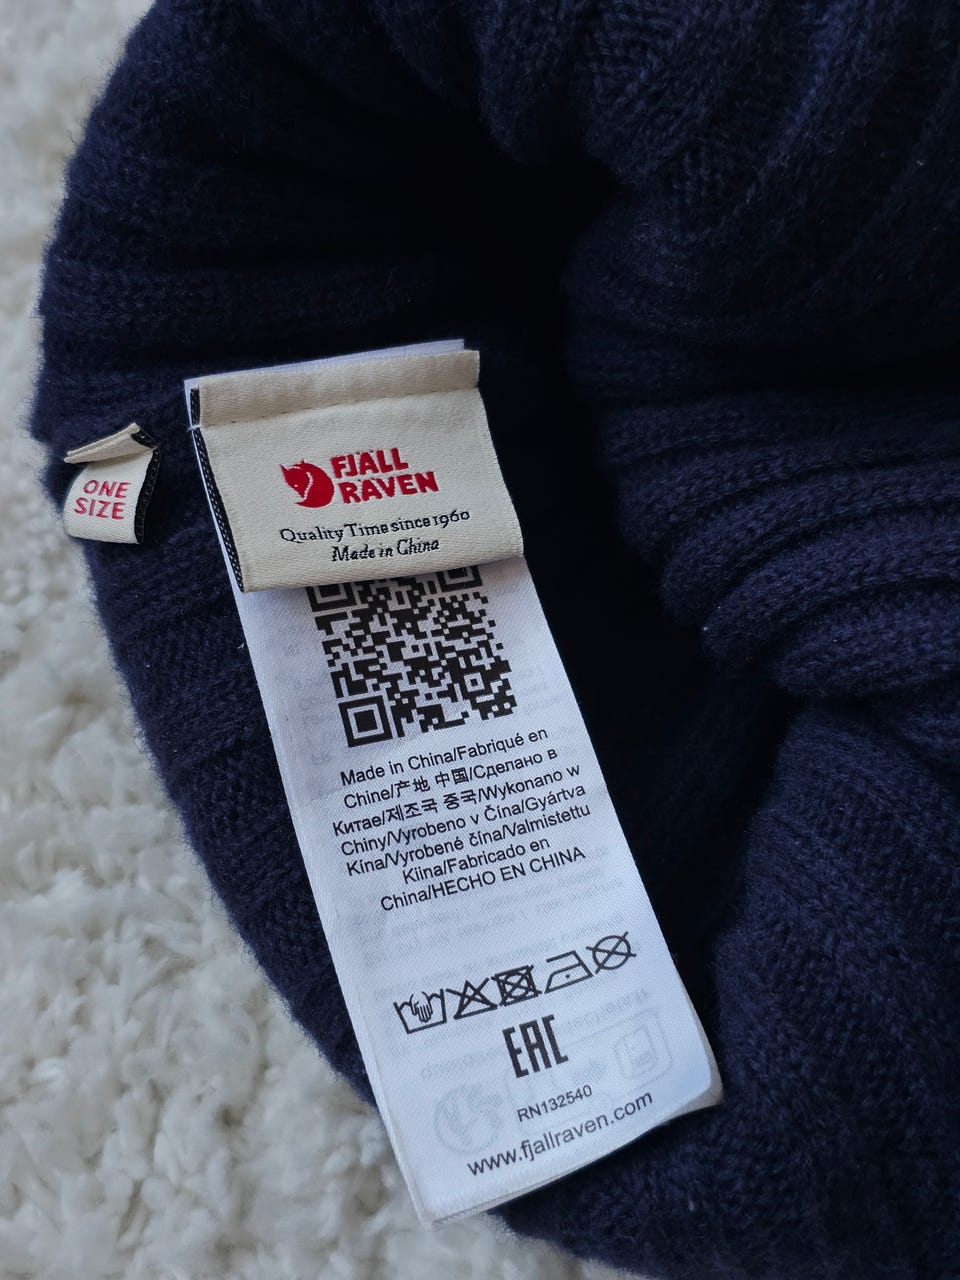 ONE
SIZE
FJÄLL
RÄVEN
Quality Time since 1960
Made in China
Made in China/Fabriqué en
Chine/产地 中国/Сделано в
Китае/제조국 중국/Wykonano w
Chiny/Vyrobeno v Čína/Gyártva
Kína/Vyrobené čína/Valmistettu
Kiina/Fabricado en
China/HECHO EN CHINA
EAC
RN132540
www.fjallraven.com